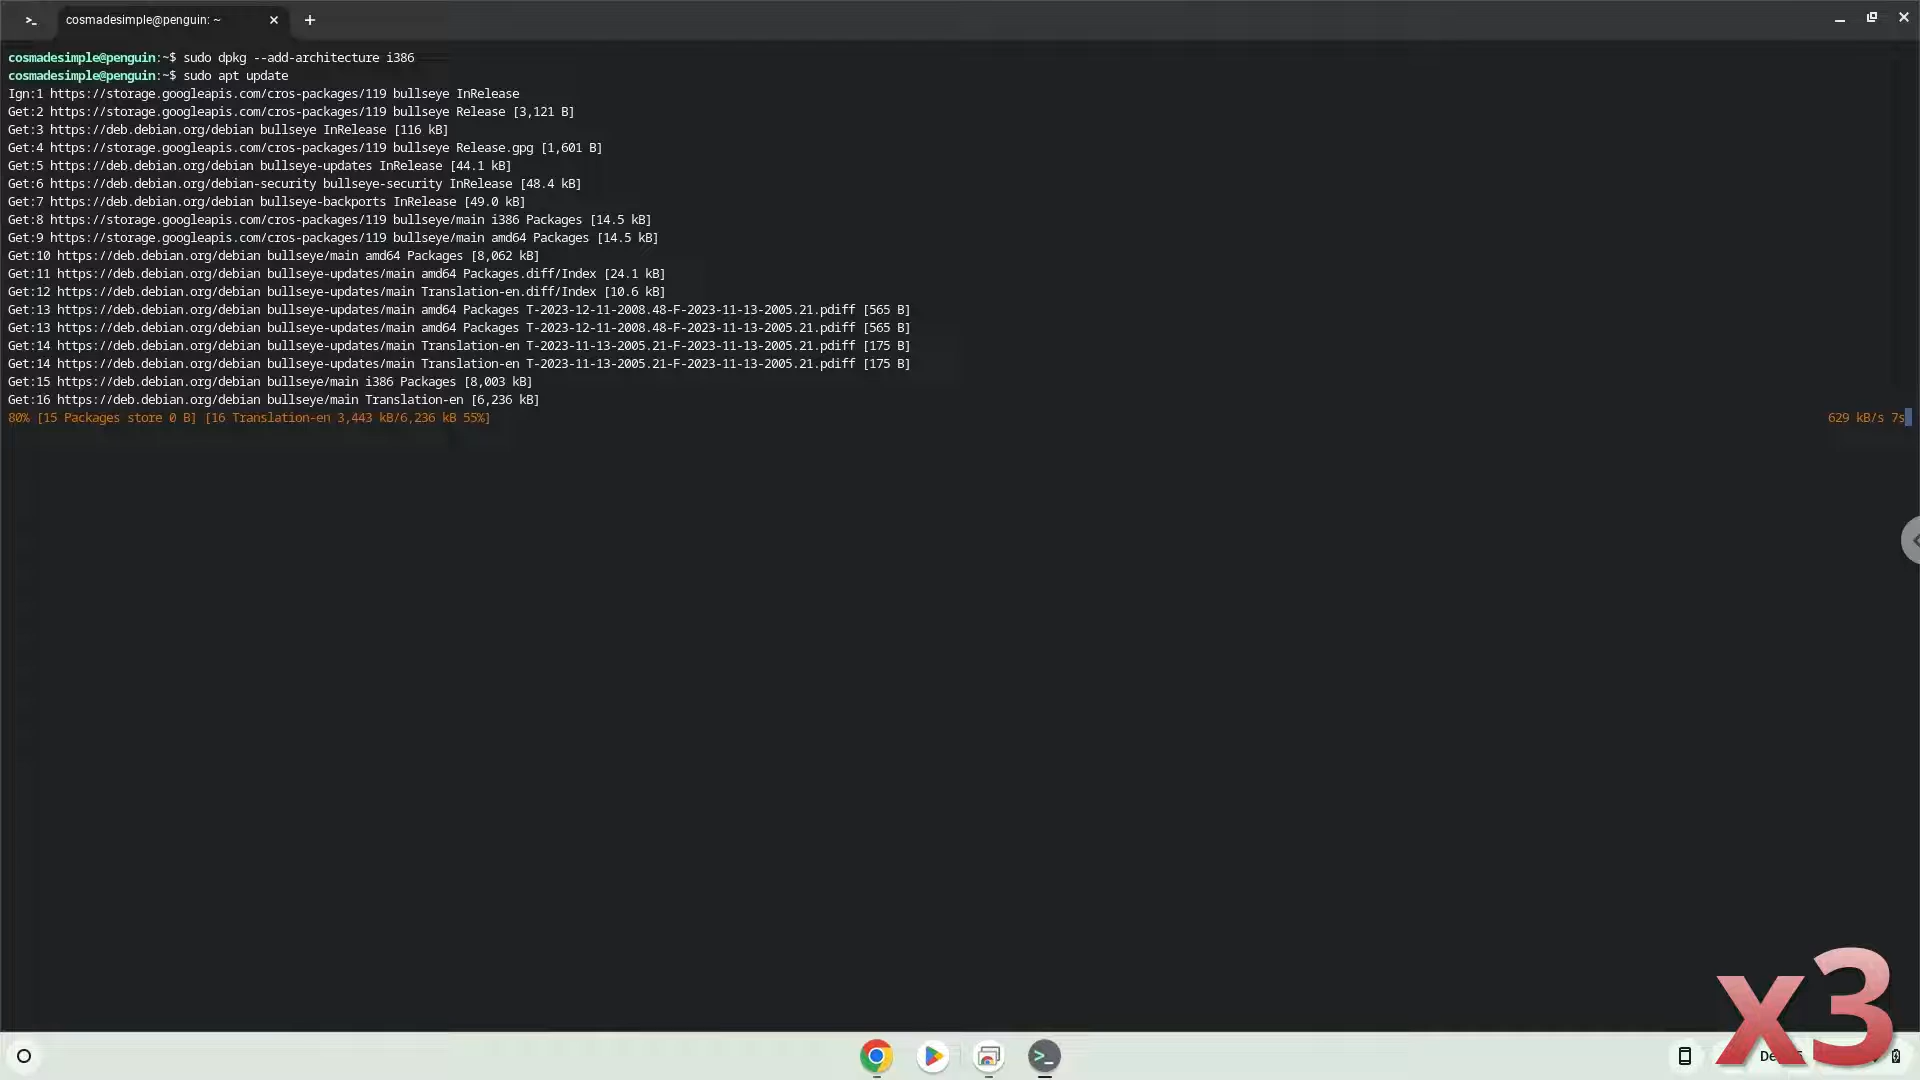 cosmadesimple@penguin: ~
cosmadesimple@penguin:~$ sudo dpkg --add-architecture i386
cosmadesimple@penguin:~$ sudo apt update
Ign:1 https://storage.googleapis.com/cros-packages/119 bullseye InRelease
Get:2 https://storage.googleapis.com/cros-packages/119 bullseye Release [3,121 B]
Get:3 https://deb.debian.org/debian bullseye InRelease [116 kB]
Get:4 https://storage.googleapis.com/cros-packages/119 bullseye Release.gpg [1,601 B]
Get:5 https://deb.debian.org/debian bullseye-updates InRelease [44.1 kB]
Get:6 https://deb.debian.org/debian-security bullseye-security InRelease [48.4 kB]
Get:7 https://deb.debian.org/debian bullseye-backports InRelease [49.0 kB]
Get:8 https://storage.googleapis.com/cros-packages/119 bullseye/main i386 Packages [14.5 kB]
Get:9 https://storage.googleapis.com/cros-packages/119 bullseye/main amd64 Packages [14.5 kB]
Get:10 https://deb.debian.org/debian bullseye/main amd64 Packages [8,062 kB]
Get:11 https://deb.debian.org/debian bullseye-updates/main amd64 Packages.diff/Index [24.1 kB]
Get:12 https://deb.debian.org/debian bullseye-updates/main Translation-en.diff/Index [10.6 kB]
Get:13 https://deb.debian.org/debian bullseye-updates/main amd64 Packages T-2023-12-11-2008.48-F-2023-11-13-2005.21.pdiff [565 B]
Get:13 https://deb.debian.org/debian bullseye-updates/main amd64 Packages T-2023-12-11-2008.48-F-2023-11-13-2005.21.pdiff [565 B]
Get:14 https://deb.debian.org/debian bullseye-updates/main Translation-en T-2023-11-13-2005.21-F-2023-11-13-2005.21.pdiff [175 B]
Get:14 https://deb.debian.org/debian bullseye-updates/main Translation-en T-2023-11-13-2005.21-F-2023-11-13-2005.21.pdiff [175 B]
Get:15 https://deb.debian.org/debian bullseye/main i386 Packages [8,003 kB]
Get:16 https://deb.debian.org/debian bullseye/main Translation-en [6,236 kB]
80% [15 Packages store 0 B] [16 Translation-en 3,443 kB/6,236 kB 55%] 629 kB/s 7s
x3